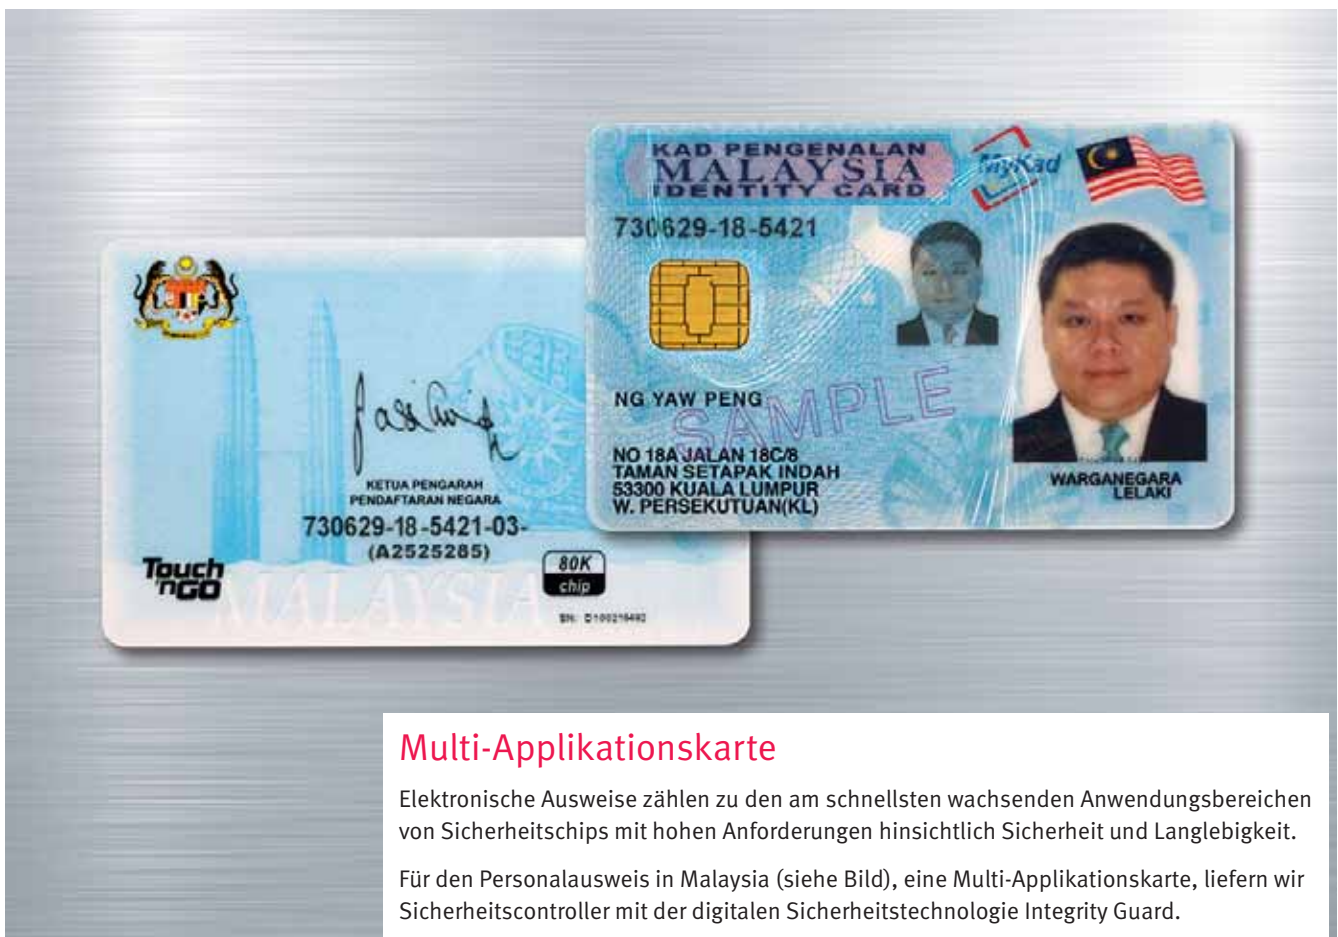 KAD PENGENALAN
MALAYSIA
IDENTITY CARD
MyKad
730629-18-5421
SAMPLE
NG YAW PENG
NO 18A JALAN 18C/8
TAMAN SETAPAK INDAH
53300 KUALA LUMPUR
W. PERSEKUTUAN(KL)
WARGANEGARA
LELAKI
KETUA PENGARAH
PENDAFTARAN NEGARA
730629-18-5421-03-
(A2525285)
Touch
'nGO
80K
chip
MALAYSIA
SN: D100216492
Multi-Applikationskarte
Elektronische Ausweise zählen zu den am schnellsten wachsenden Anwendungsbereichen
von Sicherheitschips mit hohen Anforderungen hinsichtlich Sicherheit und Langlebigkeit.
Für den Personalausweis in Malaysia (siehe Bild), eine Multi-Applikationskarte, liefern wir
Sicherheitscontroller mit der digitalen Sicherheitstechnologie Integrity Guard.